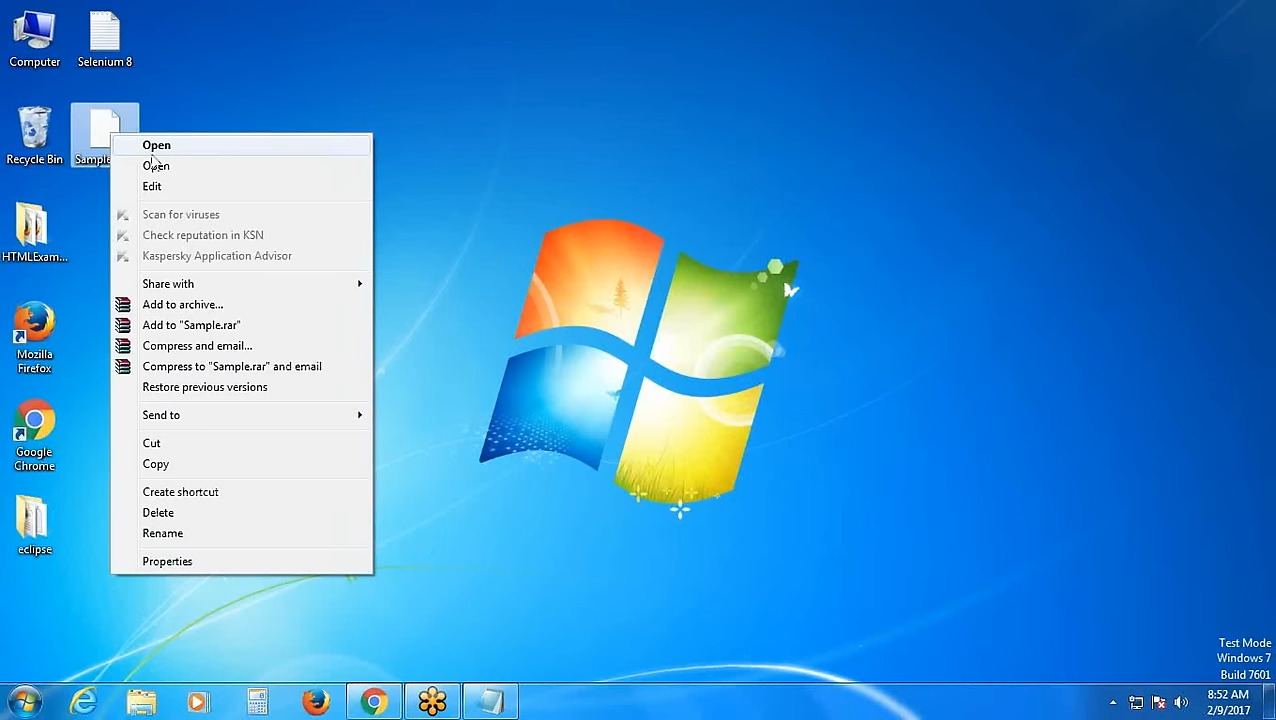 Computer
Selenium 8
Recycle Bin
Sample
Open
Open
Edit
Scan for viruses
Check reputation in KSN
Kaspersky Application Advisor
Share with
Add to archive...
Add to "Sample.rar"
Compress and email...
Compress to "Sample.rar" and email
Restore previous versions
Send to
Cut
Copy
Create shortcut
Delete
Rename
Properties
HTMLExam...
Mozilla
Firefox
Google
Chrome
eclipse
Test Mode
Windows 7
Build 7601
8:52 AM
2/9/2017